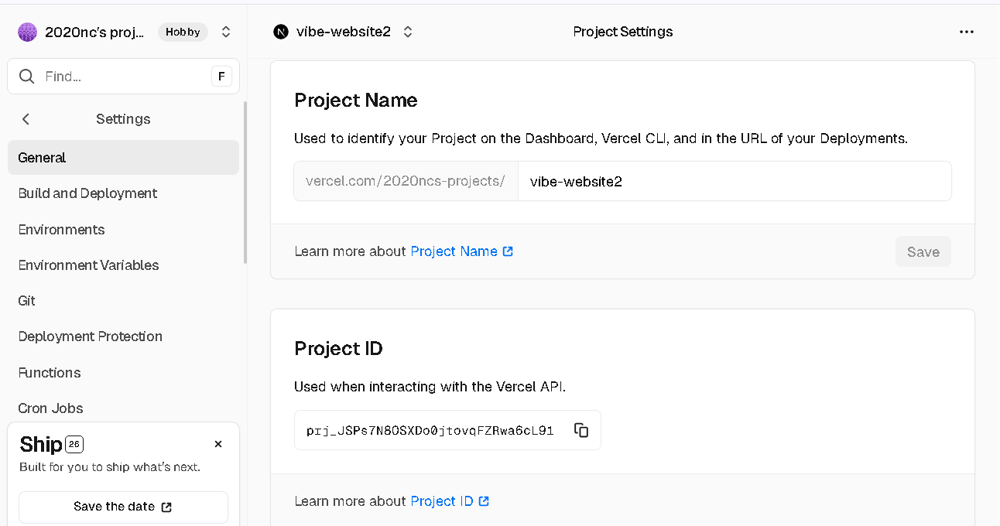 2020nc's proj...
Hobby
Find...
F
Settings
General
Build and Deployment
Environments
Environment Variables
Git
Deployment Protection
Functions
Cron Jobs
Ship 26
Built for you to ship what's next.
Save the date
N vibe-website2
Project Settings
Project Name
Used to identify your Project on the Dashboard, Vercel CLI, and in the URL of your Deployments.
vercel.com/2020ncs-projects/ vibe-website2
Learn more about Project Name
Save
Project ID
Used when interacting with the Vercel API.
prj_JSPs7N8OSXDo0jtovqFZRwa6cL91
Learn more about Project ID